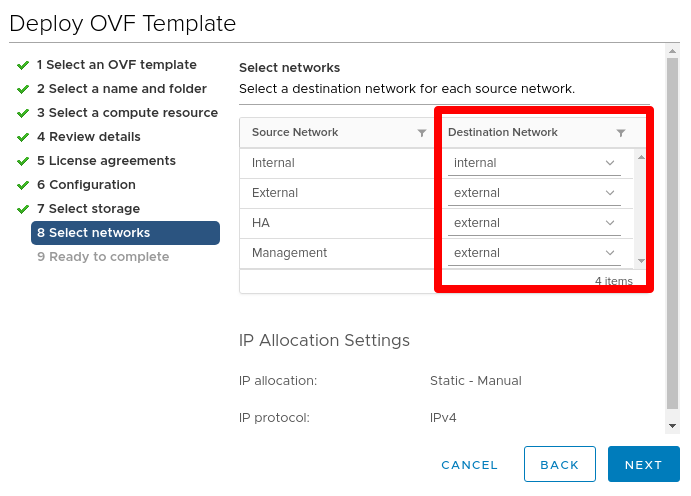 Deploy OVF Template
1 Select an OVF template
2 Select a name and folder
3 Select a compute resource
4 Review details
5 License agreements
6 Configuration
7 Select storage
8 Select networks
9 Ready to complete
Select networks
Select a destination network for each source network.
Source Network Destination Network
Internal internal
External external
HA external
Management external
4 items
IP Allocation Settings
IP allocation: Static - Manual
IP protocol: IPv4
CANCEL BACK NEXT